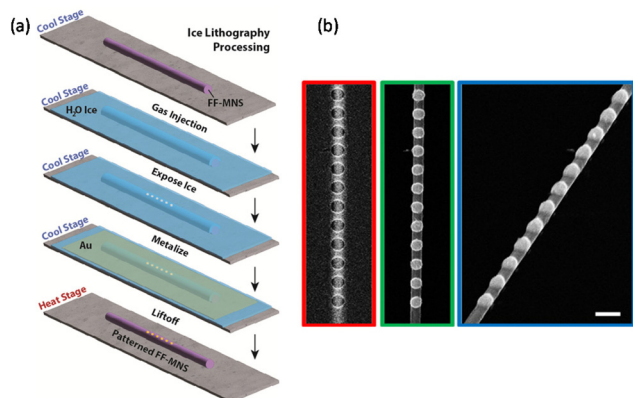 (a)
Cool Stage
Ice Lithography
Processing
FF-MNS
Cool Stage
H₂O Ice
Gas Injection
Cool Stage
Expose Ice
Cool Stage
Metalize
Au
Heat Stage
Liftoff
Patterned FF-MNS
(b)